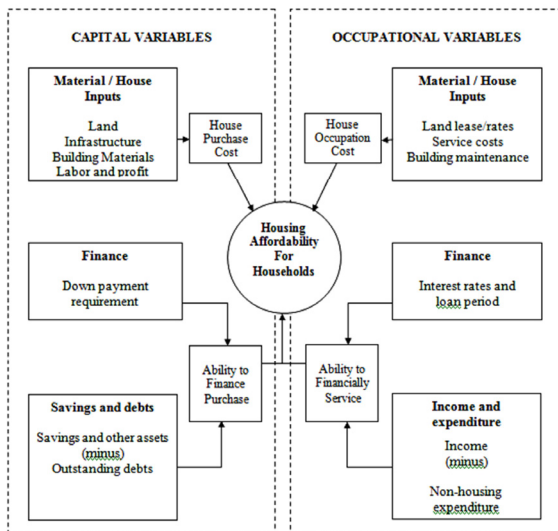 CAPITAL VARIABLES
Material / House
Inputs
Land
Infrastructure
Building Materials
Labor and profit
House
Purchase
Cost
Finance
Down payment
requirement
Ability to
Finance
Purchase
Savings and debts
Savings and other assets
(minus)
Outstanding debts
Housing
Affordability
For
Households
OCCUPATIONAL VARIABLES
House
Occupation
Cost
Material / House
Inputs
Land lease/rates
Service costs
Building maintenance
Finance
Interest rates and
loan period
Ability to
Financially
Service
Income and
expenditure
Income
(minus)
Non-housing
expenditure